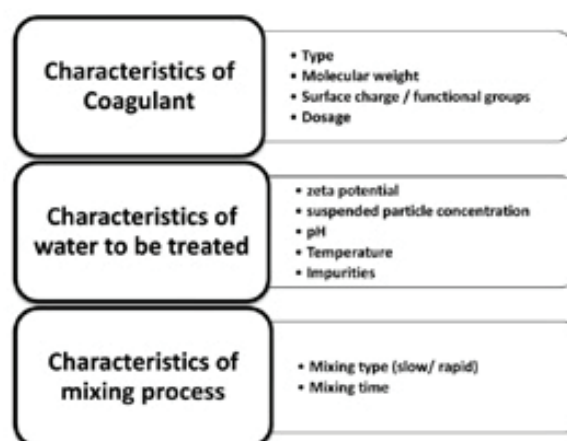 Characteristics of
Coagulant
• Type
• Molecular weight
• Surface charge / functional groups
• Dosage
Characteristics of
water to be treated
• zeta potential
• suspended particle concentration
• pH
• Temperature
• Impurities
Characteristics of
mixing process
• Mixing type (slow/ rapid)
• Mixing time